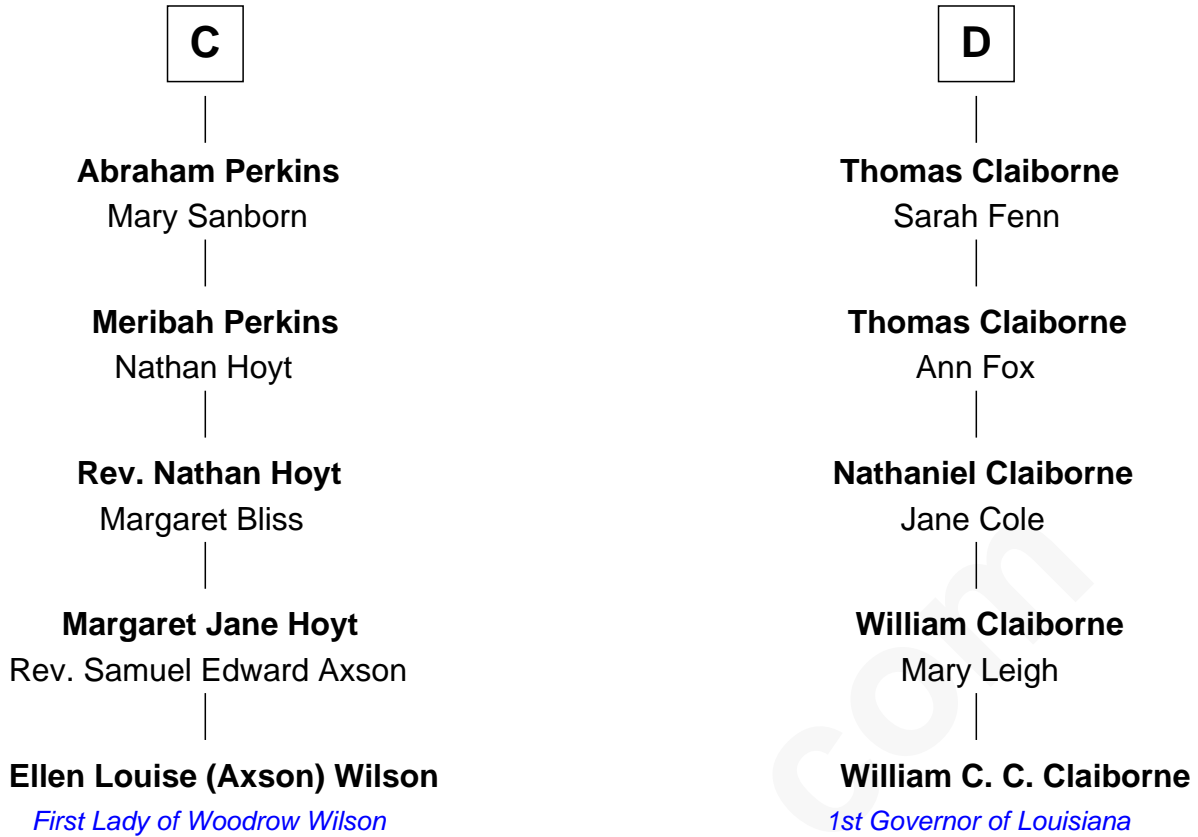 C
Abraham Perkins
Mary Sanborn
Meribah Perkins
Nathan Hoyt
Rev. Nathan Hoyt
Margaret Bliss
Margaret Jane Hoyt
Rev. Samuel Edward Axson
Ellen Louise (Axson) Wilson
First Lady of Woodrow Wilson
D
Thomas Claiborne
Sarah Fenn
Thomas Claiborne
Ann Fox
Nathaniel Claiborne
Jane Cole
William Claiborne
Mary Leigh
William C. C. Claiborne
1st Governor of Louisiana
com